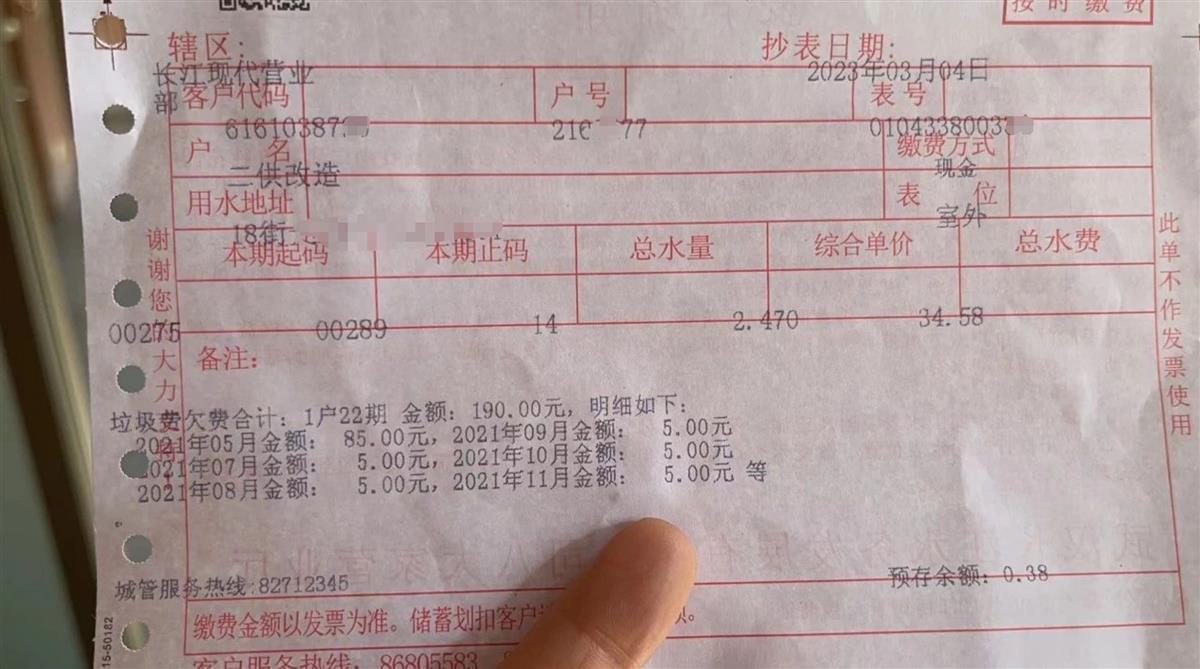 按时缴费
辖区: 抄表日期:
长江现代营业部 2023年03月04日
客户代码 户号 表号
61610387 216 77 0104338003
户名 缴费方式
二供改造 现金
用水地址 表位
18街 室外
本期起码 本期止码 总水量 综合单价 总水费
00275 00289 14 2.470 34.58
备注:
垃圾费欠费合计: 1户22期 金额: 190.00元, 明细如下:
2021年05月金额: 85.00元, 2021年09月金额: 5.00元
2021年07月金额: 5.00元, 2021年10月金额: 5.00元
2021年08月金额: 5.00元, 2021年11月金额: 5.00元 等
城管服务热线:82712345 预存余额: 0.38
缴费金额以发票为准。储蓄划扣客户
客户服务热线: 86805583
谢谢您的大力支持
此单不作发票使用
15-50182